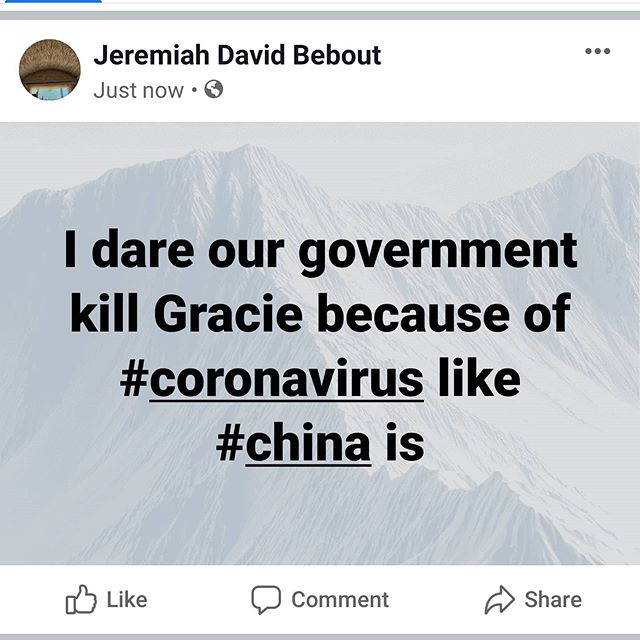 Jeremiah David Bebout
Just now •
I dare our government
kill Gracie because of
#coronavirus like
#china is
Like
Comment
Share